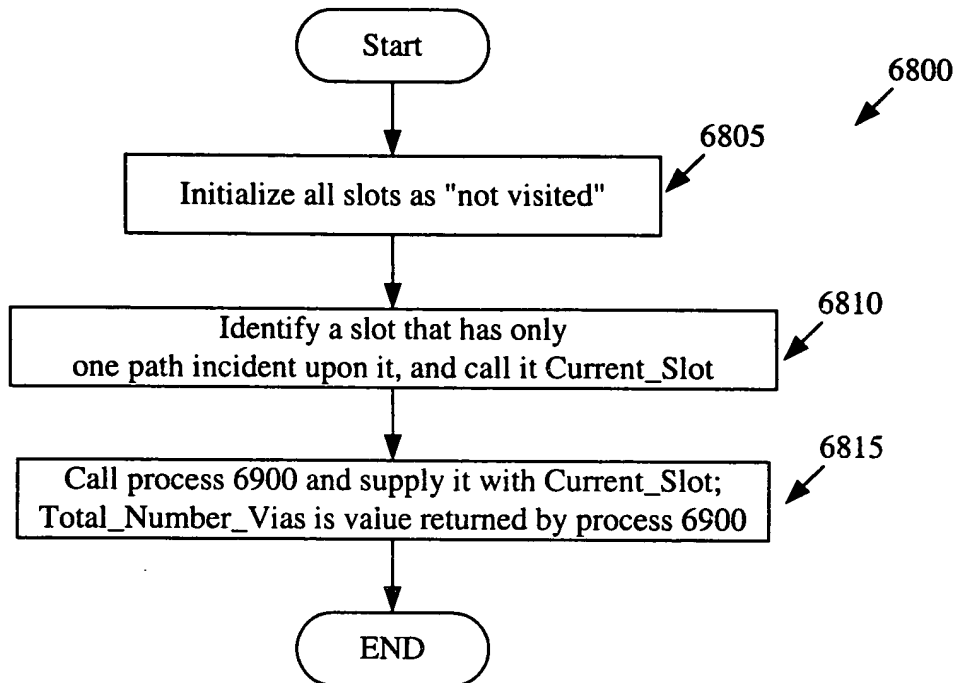 Start
6800
6805
Initialize all slots as "not visited"
6810
Identify a slot that has only
one path incident upon it, and call it Current_Slot
6815
Call process 6900 and supply it with Current_Slot;
Total_Number_Vias is value returned by process 6900
END